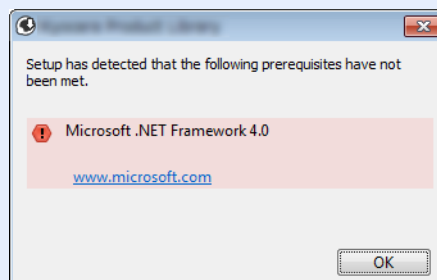 Setup has detected that the following prerequisites have not
been met.
Microsoft .NET Framework 4.0
www.microsoft.com
OK